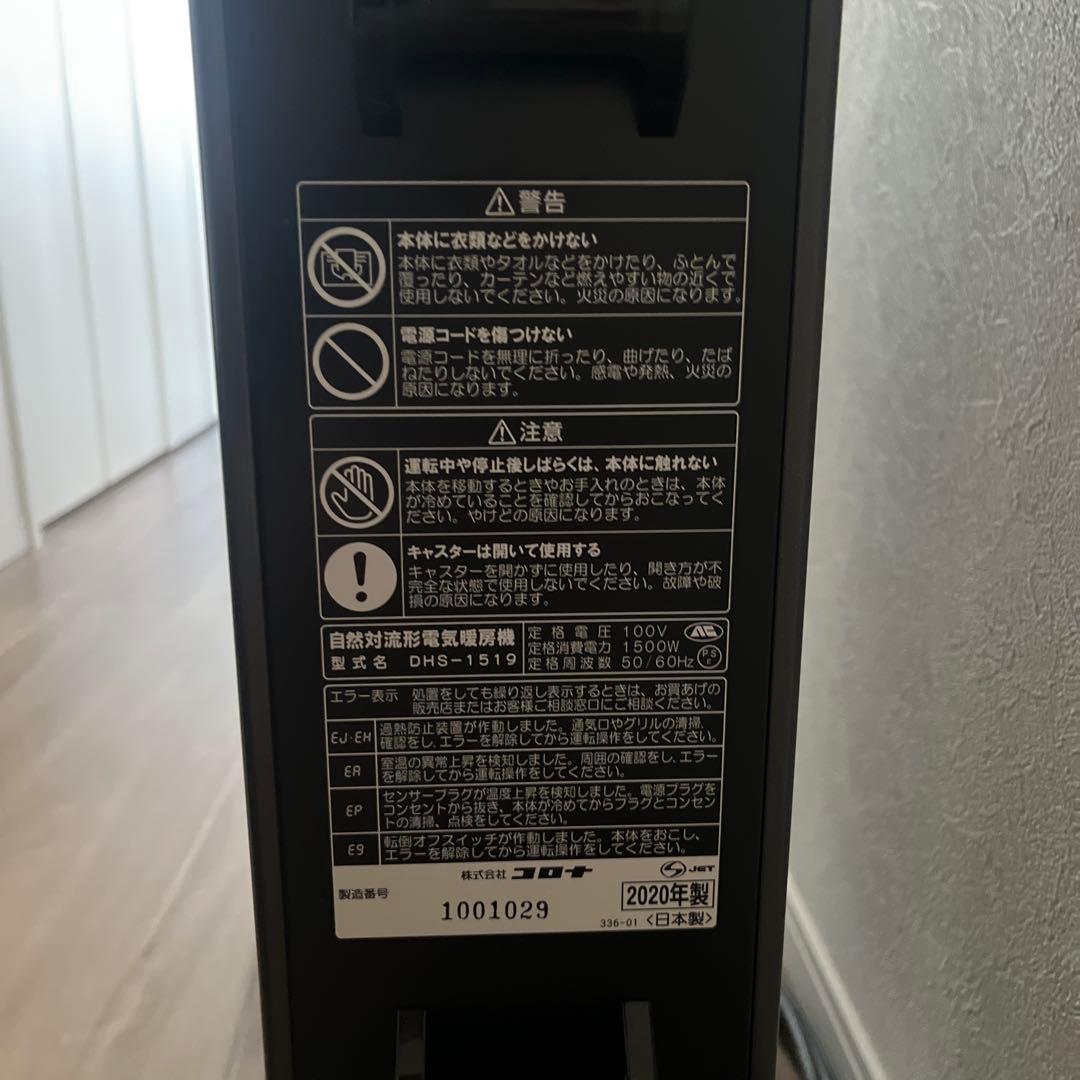 ⚠警告
本体に衣類などをかけない
本体に衣類やタオルなどをかけたり、ふとんで
覆ったり、カーテンなど燃えやすい物の近くで
使用しないでください。火災の原因になります。
電源コードを傷つけない
電源コードを無理に折ったり、曲げたり、たば
ねたりしないでください。感電や発熱、火災の
原因になります。
⚠注意
運転中や停止後しばらくは、本体に触れない
本体を移動するときやお手入れのときは、本体
が冷めていることを確認してからおこなってく
ださい。やけどの原因になります。
キャスターは開いて使用する
キャスターを開かずに使用したり、開き方が不
完全な状態で使用しないでください。故障や破
損の原因になります。
自然対流形電気暖房機
型式名 DHS-1519
定格電圧 100V
定格消費電力 1500W
定格周波数 50/60Hz
PS
E
エラー表示 処置をしても繰り返し表示するときは、お買あげの
販売店またはお客様ご相談窓口にご相談ください。
EJ・EH 過熱防止装置が作動しました。通気口やグリルの清掃、
確認をし、エラーを解除してから運転操作をしてください。
EA 室温の異常上昇を検知しました。周囲の確認をし、エラー
を解除してから運転操作をしてください。
EP センサープラグが温度上昇を検知しました。電源プラグを
コンセントから抜き、本体が冷めてからプラグとコンセン
トの清掃、点検をしてください。
E9 転倒オフスイッチが作動しました。本体をおこし、
エラーを解除してから運転操作をしてください。
株式会社 コロナ
JET
製造番号
1001029
2020年製
336-01 〈日本製〉